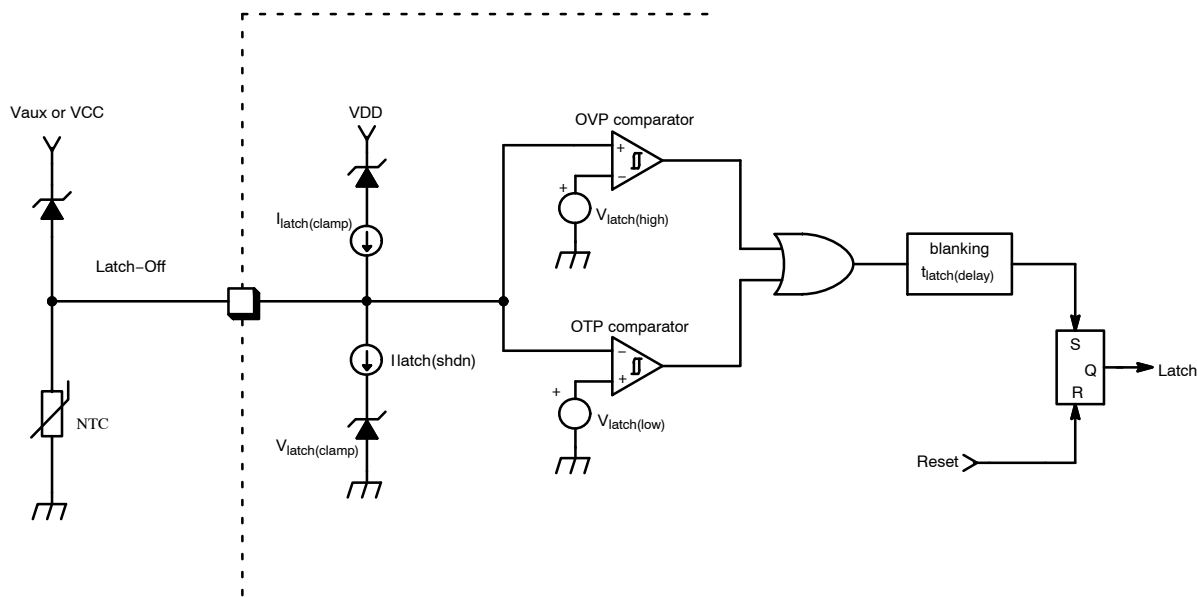 Vaux or VCC
VDD
OVP comparator
+
−
+
Vlatch(high)
Ilatch(clamp)
Latch−Off
blanking
tlatch(delay)
OTP comparator
−
+
+
Ilatch(shdn)
S
Q
R
Latch
NTC
Vlatch(low)
Vlatch(clamp)
Reset